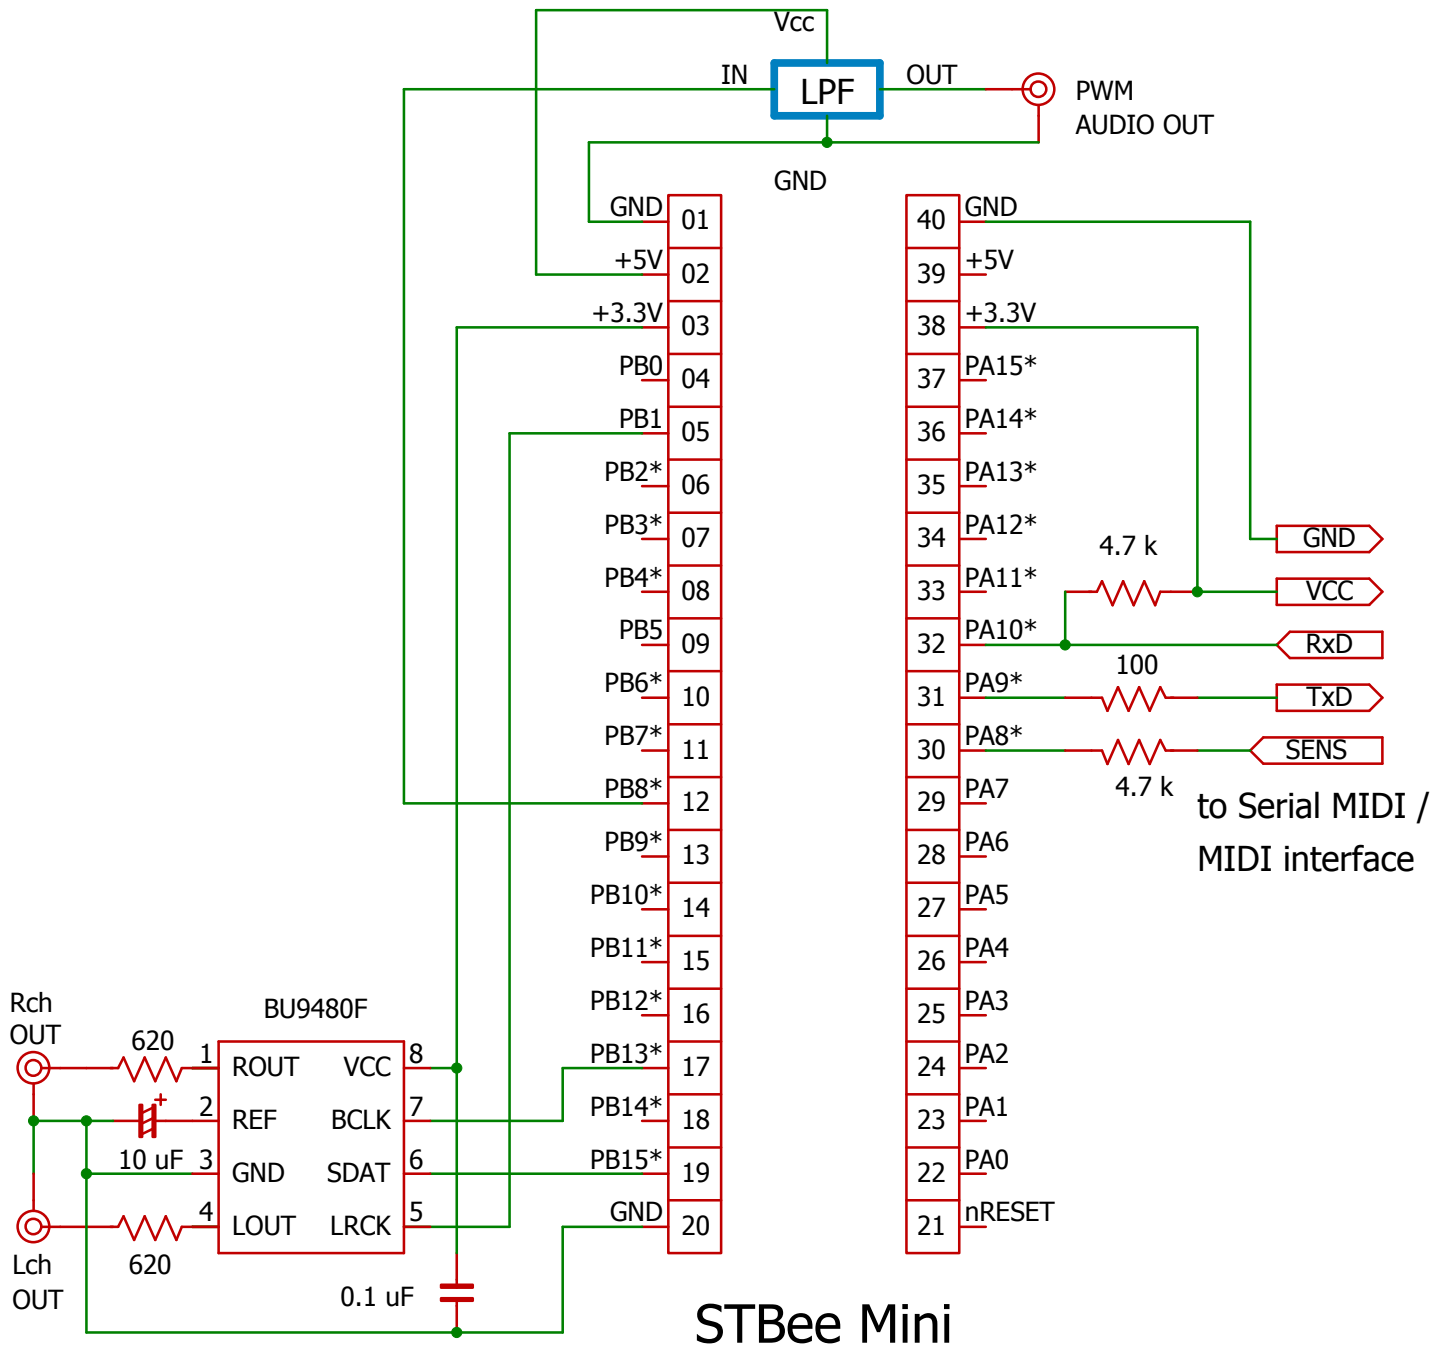 Vcc
IN
LPF
OUT
PWM
AUDIO OUT
GND
GND 01
+5V 02
+3.3V 03
PB0 04
PB1 05
PB2* 06
PB3* 07
PB4* 08
PB5 09
PB6* 10
PB7* 11
PB8* 12
PB9* 13
PB10* 14
PB11* 15
PB12* 16
PB13* 17
PB14* 18
PB15* 19
GND 20
40 GND
39 +5V
38 +3.3V
37 PA15*
36 PA14*
35 PA13*
34 PA12*
33 PA11*
32 PA10*
31 PA9*
30 PA8*
29 PA7
28 PA6
27 PA5
26 PA4
25 PA3
24 PA2
23 PA1
22 PA0
21 nRESET
4.7 k
100
4.7 k
GND
VCC
RxD
TxD
SENS
to Serial MIDI /
MIDI interface
Rch
OUT
620
BU9480F
1 ROUT VCC 8
+
2 REF BCLK 7
10 uF
3 GND SDAT 6
4 LOUT LRCK 5
Lch
OUT
620
0.1 uF
STBee Mini